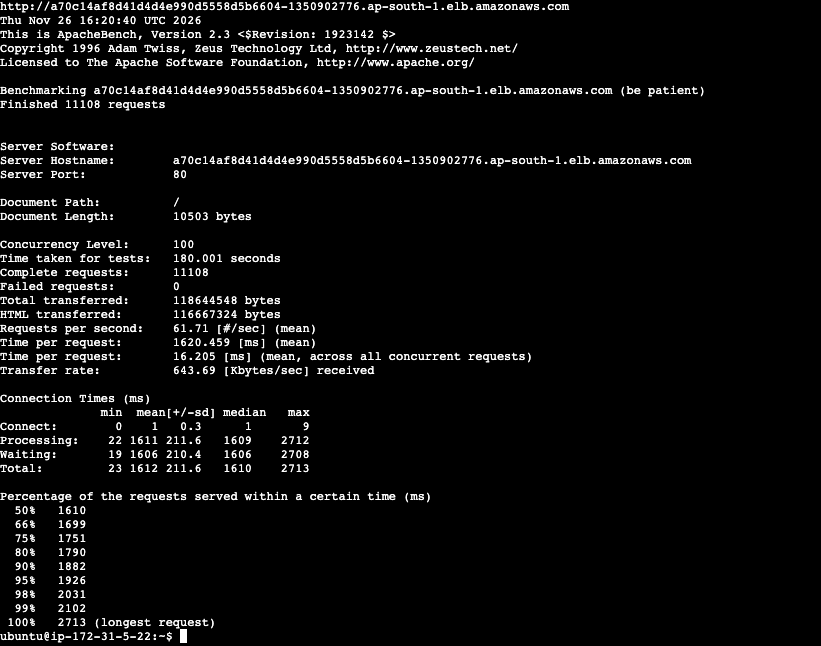 http://a70c14af8d41d4d4e990d5558d5b6604-1350902776.ap-south-1.elb.amazonaws.com
Thu Nov 26 16:20:40 UTC 2026
This is ApacheBench, Version 2.3 <$Revision: 1923142 $>
Copyright 1996 Adam Twiss, Zeus Technology Ltd, http://www.zeustech.net/
Licensed to The Apache Software Foundation, http://www.apache.org/

Benchmarking a70c14af8d41d4d4e990d5558d5b6604-1350902776.ap-south-1.elb.amazonaws.com (be patient)
Finished 11108 requests


Server Software:
Server Hostname:        a70c14af8d41d4d4e990d5558d5b6604-1350902776.ap-south-1.elb.amazonaws.com
Server Port:            80

Document Path:          /
Document Length:        10503 bytes

Concurrency Level:      100
Time taken for tests:   180.001 seconds
Complete requests:      11108
Failed requests:        0
Total transferred:      118644548 bytes
HTML transferred:       116667324 bytes
Requests per second:    61.71 [#/sec] (mean)
Time per request:       1620.459 [ms] (mean)
Time per request:       16.205 [ms] (mean, across all concurrent requests)
Transfer rate:          643.69 [Kbytes/sec] received

Connection Times (ms)
              min  mean[+/-sd] median   max
Connect:        0    1   0.3      1       9
Processing:    22 1611 211.6   1609    2712
Waiting:       19 1606 210.4   1606    2708
Total:         23 1612 211.6   1610    2713

Percentage of the requests served within a certain time (ms)
  50%   1610
  66%   1699
  75%   1751
  80%   1790
  90%   1882
  95%   1926
  98%   2031
  99%   2102
 100%   2713 (longest request)
ubuntu@ip-172-31-5-22:~$